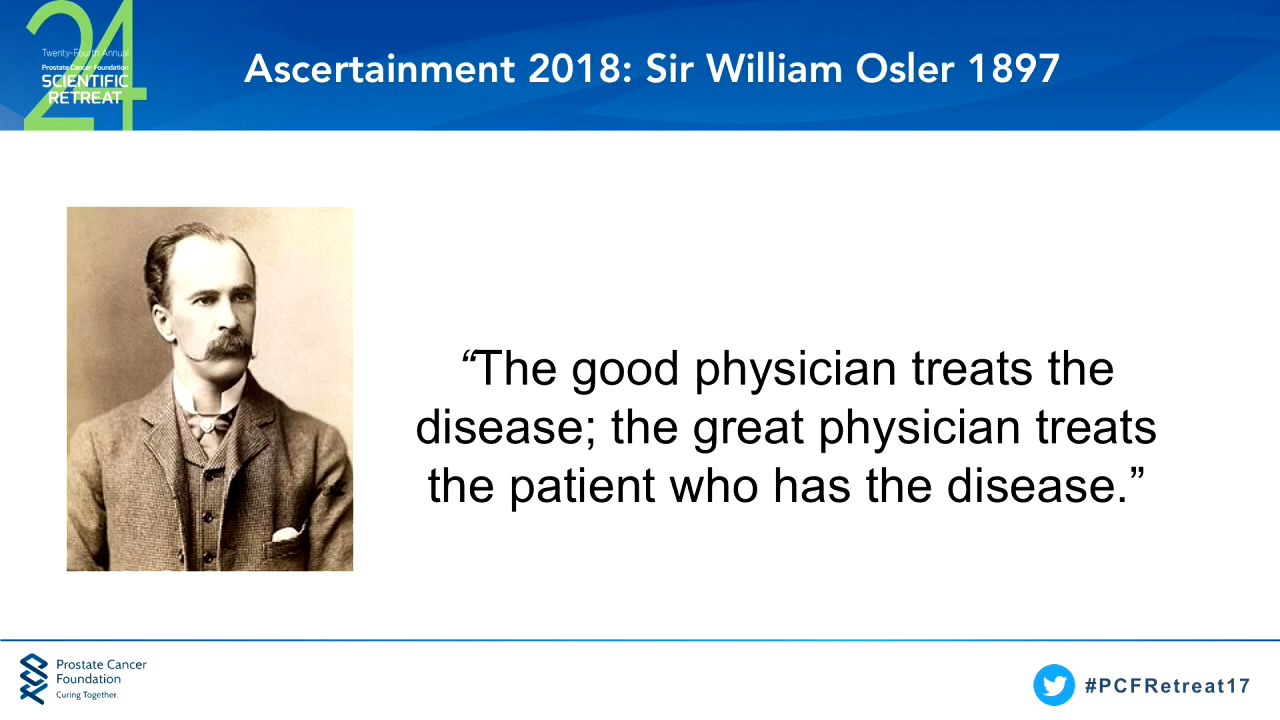 24
Twenty-Fourth Annual
Prostate Cancer Foundation
SCIENTIFIC
RETREAT
Ascertainment 2018: Sir William Osler 1897
“The good physician treats the
disease; the great physician treats
the patient who has the disease.”
Prostate Cancer
Foundation
Curing Together.
#PCFRetreat17